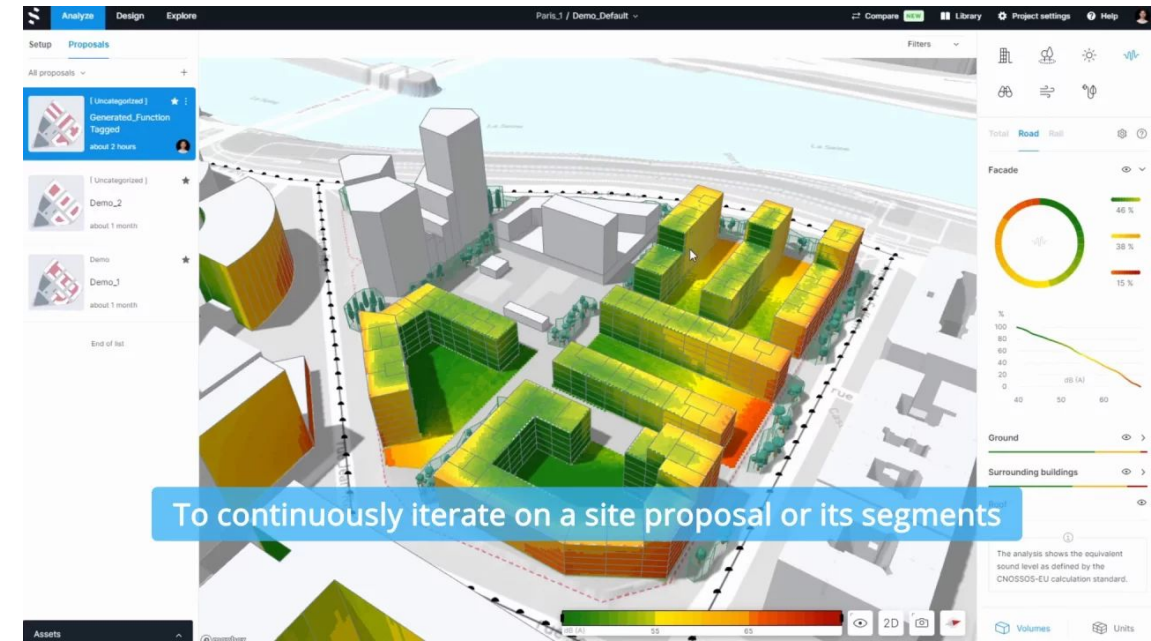 Analyze Design Explore
Paris_1 / Demo_Default
Compare NEW Library Project settings Help
Setup Proposals
All proposals +
[ Uncategorized ]
Generated_Function
Tagged
about 2 hours
[ Uncategorized ]
Demo_2
about 1 month
Demo
Demo_1
about 1 month
End of list
Assets
Filters
rue
To continuously iterate on a site proposal or its segments
dB (A) 55 65
2D
Total Road Rail
Facade
46 %
38 %
15 %
%
100
80
60
40
20
0
dB (A)
40 50 60
Ground
Surrounding buildings
The analysis shows the equivalent
sound level as defined by the
CNOSSOS-EU calculation standard.
Volumes Units